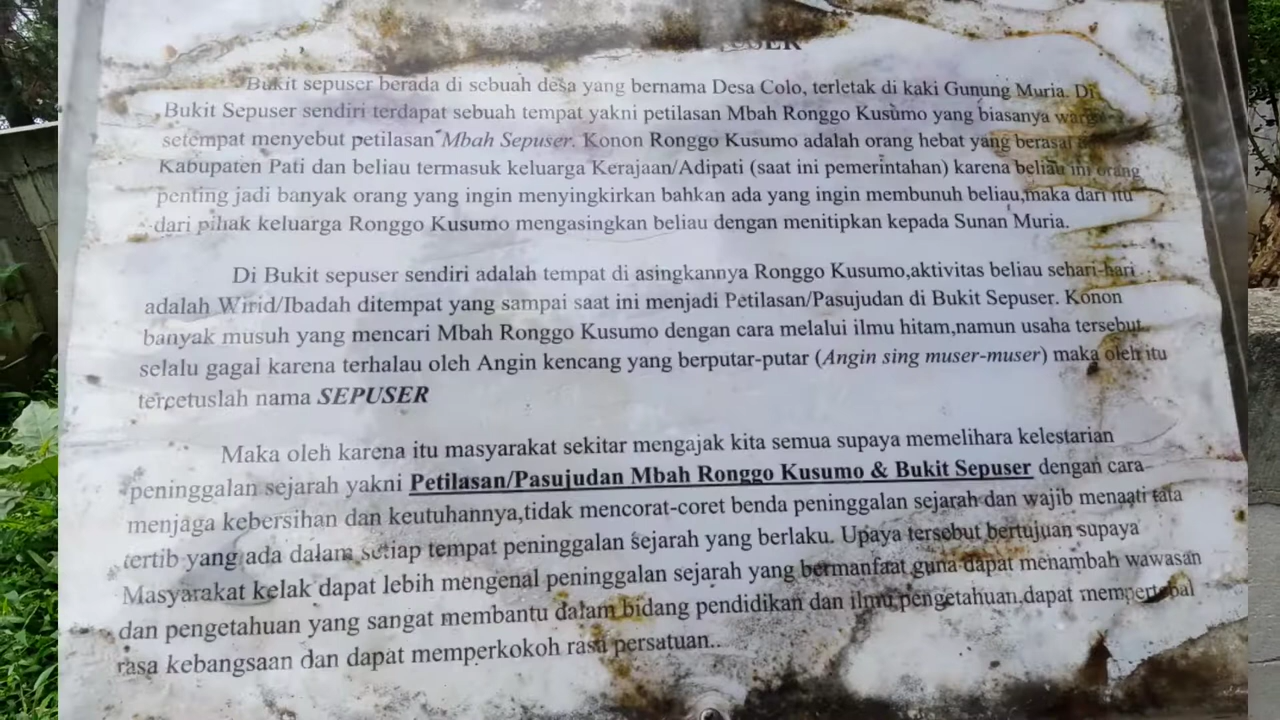 Bukit sepuser berada di sebuah desa yang bernama Desa Colo, terletak di kaki Gunung Muria. Di
Bukit Sepuser sendiri terdapat sebuah tempat yakni petilasan Mbah Ronggo Kusumo yang biasanya
setempat menyebut petilasan Mbah Sepuser. Konon Ronggo Kusumo adalah orang hebat yang berasal
Kabupaten Pati dan beliau termasuk keluarga Kerajaan/Adipati (saat ini pemerintahan) karena beliau ini orang
penting jadi banyak orang yang ingin menyingkirkan bahkan ada yang ingin membunuh beliau,maka dari itu
dari pihak keluarga Ronggo Kusumo mengasingkan beliau dengan menitipkan kepada Sunan Muria.
Di Bukit sepuser sendiri adalah tempat di asingkannya Ronggo Kusumo,aktivitas beliau sehari-hari
adalah Wirid/Ibadah ditempat yang sampai saat ini menjadi Petilasan/Pasujudan di Bukit Sepuser. Konon
banyak musuh yang mencari Mbah Ronggo Kusumo dengan cara melalui ilmu hitam,namun usaha tersebut
selalu gagal karena terhalau oleh Angin kencang yang berputar-putar (Angin sing muser-muser) maka oleh itu
tercetuslah nama SEPUSER
Maka oleh karena itu masyarakat sekitar mengajak kita semua supaya memelihara kelestarian
peninggalan sejarah yakni Petilasan/Pasujudan Mbah Ronggo Kusumo & Bukit Sepuser dengan cara
menjaga kebersihan dan keutuhannya,tidak mencorat-coret benda peninggalan sejarah dan wajib menaati tata
tertib yang ada dalam setiap tempat peninggalan sejarah yang berlaku. Upaya tersebut bertujuan supaya
Masyarakat kelak dapat lebih mengenal peninggalan sejarah yang bermanfaat guna dapat menambah wawasan
dan pengetahuan yang sangat membantu dalam bidang pendidikan dan ilmu pengetahuan,dapat mempertebal
rasa kebangsaan dan dapat memperkokoh rasa persatuan..